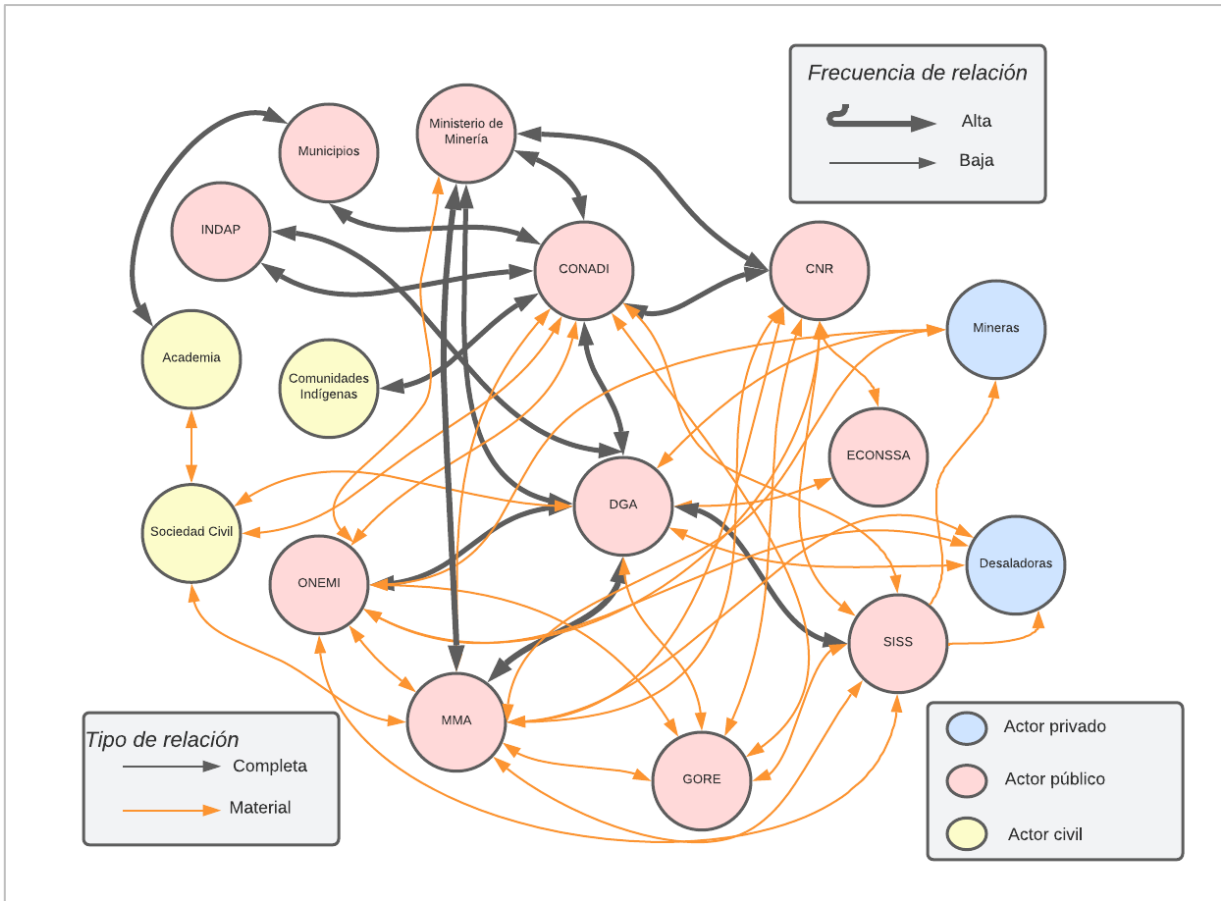 Frecuencia de relación
Alta
Baja
Ministerio de
Minería
Municipios
INDAP
CONADI
CNR
Mineras
Academia
Comunidades
Indígenas
ECONSSA
DGA
Sociedad Civil
Desaladoras
ONEMI
SISS
MMA
GORE
Tipo de relación
Completa
Material
Actor privado
Actor público
Actor civil